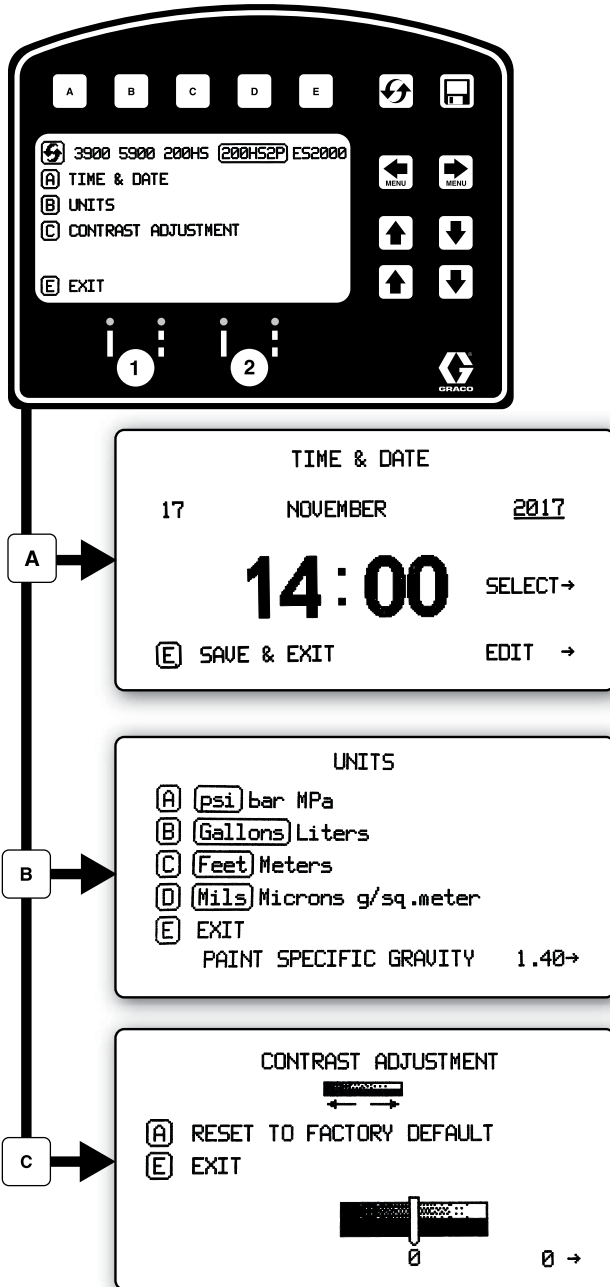 A B C D E
3900 5900 200HS 200HS2P ES2000
A TIME & DATE
B UNITS
C CONTRAST ADJUSTMENT
E EXIT
MENU MENU
1 2
GRACO
TIME & DATE
17 NOVEMBER 2017
A
14:00 SELECT→
E SAVE & EXIT EDIT →
UNITS
A psi bar MPa
B Gallons Liters
C Feet Meters
B
D Mils Microns g/sq.meter
E EXIT
PAINT SPECIFIC GRAVITY 1.40→
CONTRAST ADJUSTMENT
A RESET TO FACTORY DEFAULT
C
E EXIT
0 0 →